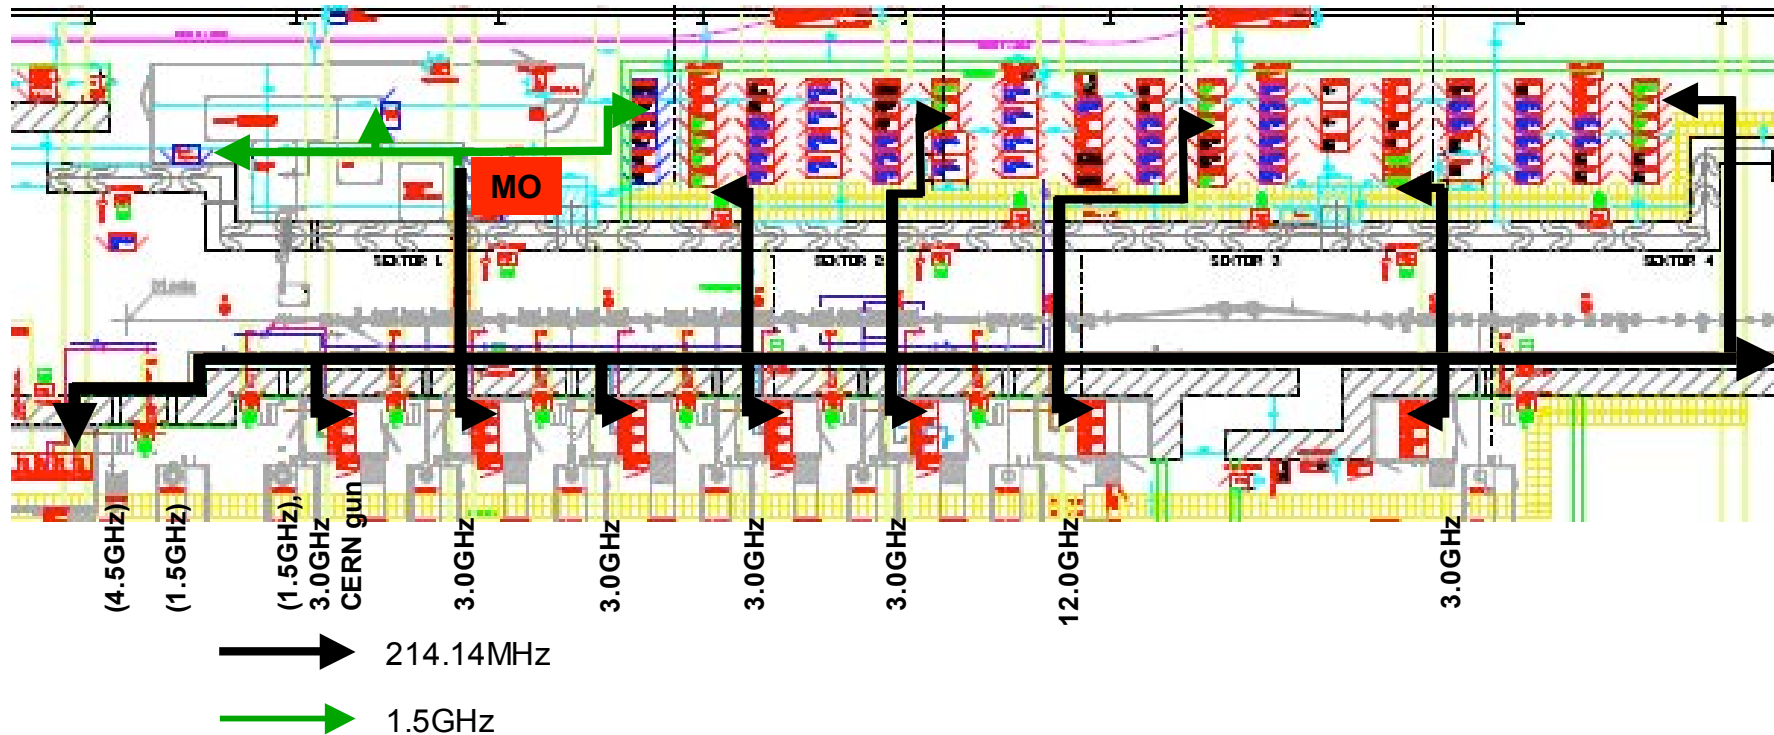 MO
SEKTOR 1
SEKTOR 2
SEKTOR 3
SEKTOR 4
(4.5GHz)
(1.5GHz)
(1.5GHz),
3.0GHz
CERN gun
3.0GHz
3.0GHz
3.0GHz
3.0GHz
12.0GHz
3.0GHz
214.14MHz
1.5GHz